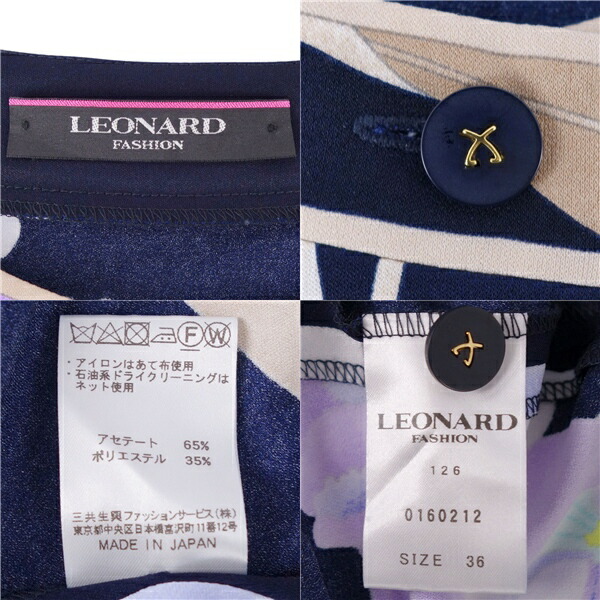 LEONARD
FASHION
F W
・アイロンはあて布使用
・石油系ドライクリーニングは
ネット使用
アセテート 65%
ポリエステル 35%
三共生興ファッションサービス(株)
東京都中央区日本橋富沢町11番12号
MADE IN JAPAN
LEONARD
FASHION
126
0160212
SIZE 36